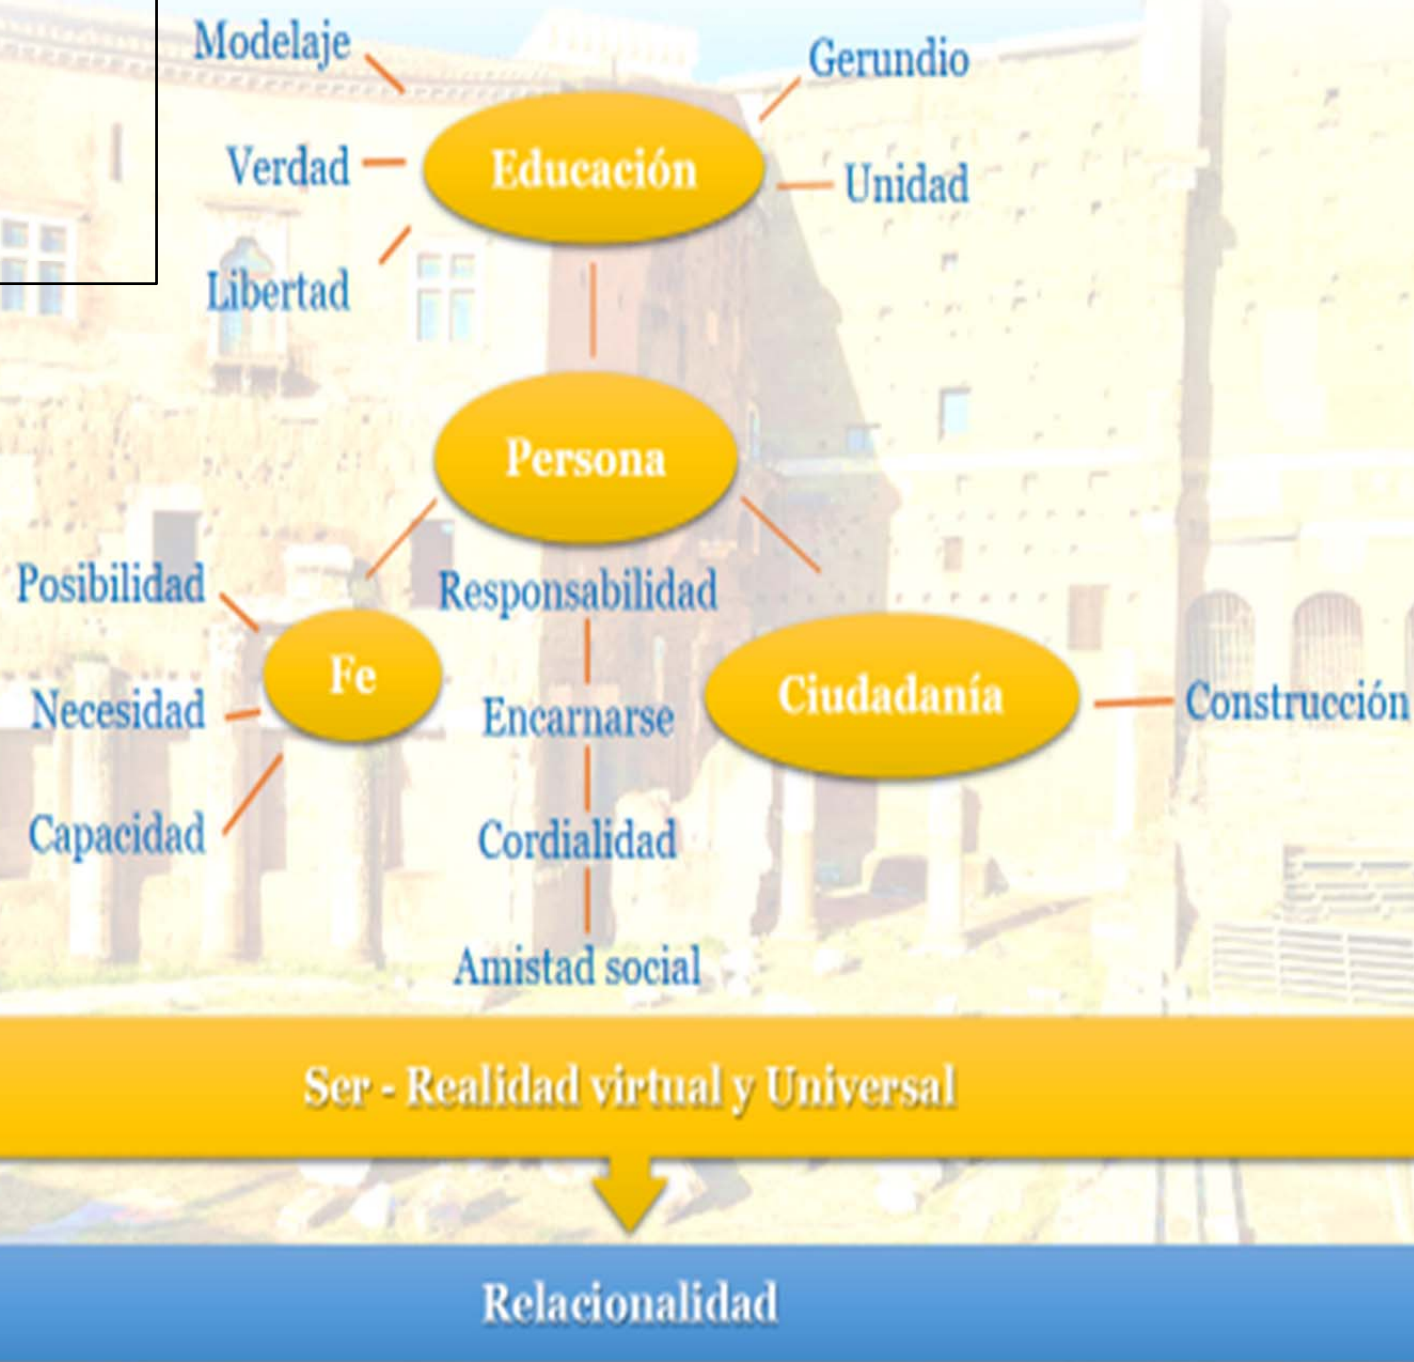 Modelaje
Gerundio
Verdad
Educación
Unidad
Libertad
Persona
Posibilidad
Responsabilidad
Fe
Necesidad
Encarnarse
Ciudadanía
Construcción
Capacidad
Cordialidad
Amistad social
Ser - Realidad virtual y Universal
Relacionalidad